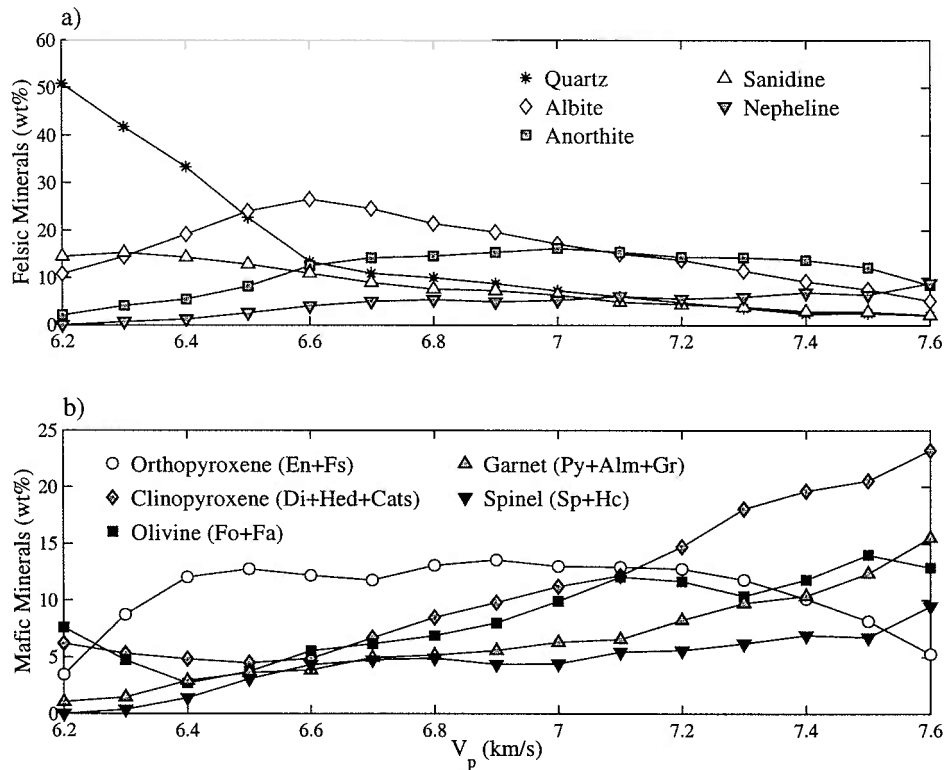 a)
60
50
40
30
20
10
0
Felsic Minerals (wt%)
Quartz
Albite
Anorthite
Sanidine
Nepheline
6.2 6.4 6.6 6.8 7 7.2 7.4 7.6
b)
25
20
15
10
5
0
Mafic Minerals (wt%)
Orthopyroxene (En+Fs)
Clinopyroxene (Di+Hed+Cats)
Olivine (Fo+Fa)
Garnet (Py+Alm+Gr)
Spinel (Sp+Hc)
6.2 6.4 6.6 6.8 7 7.2 7.4 7.6
Vp (km/s)